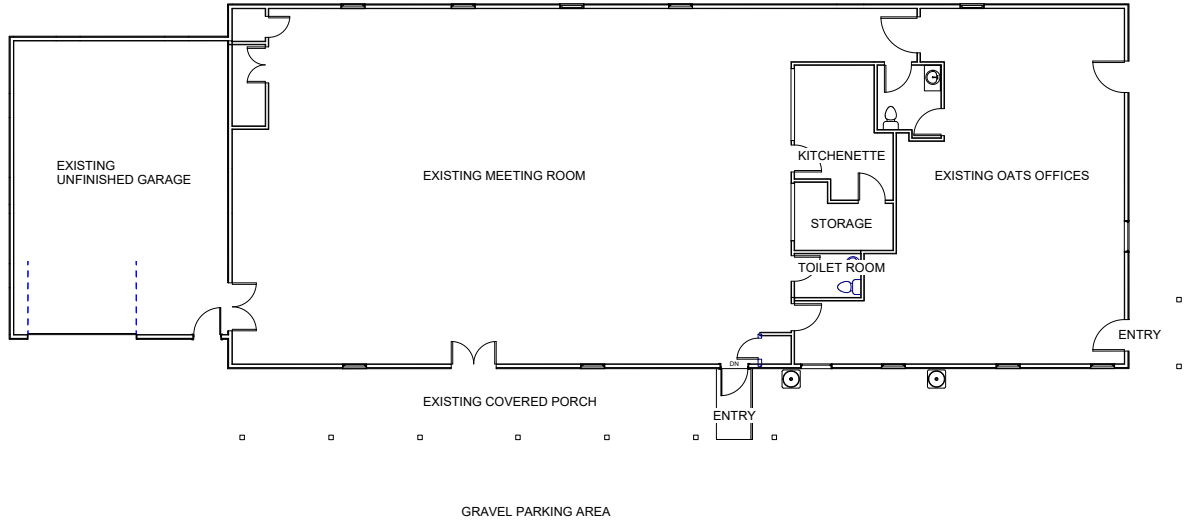 KITCHENETTE
EXISTING
UNFINISHED GARAGE
EXISTING MEETING ROOM
EXISTING OATS OFFICES
STORAGE
TOILET ROOM
ENTRY
DN
EXISTING COVERED PORCH
ENTRY
GRAVEL PARKING AREA